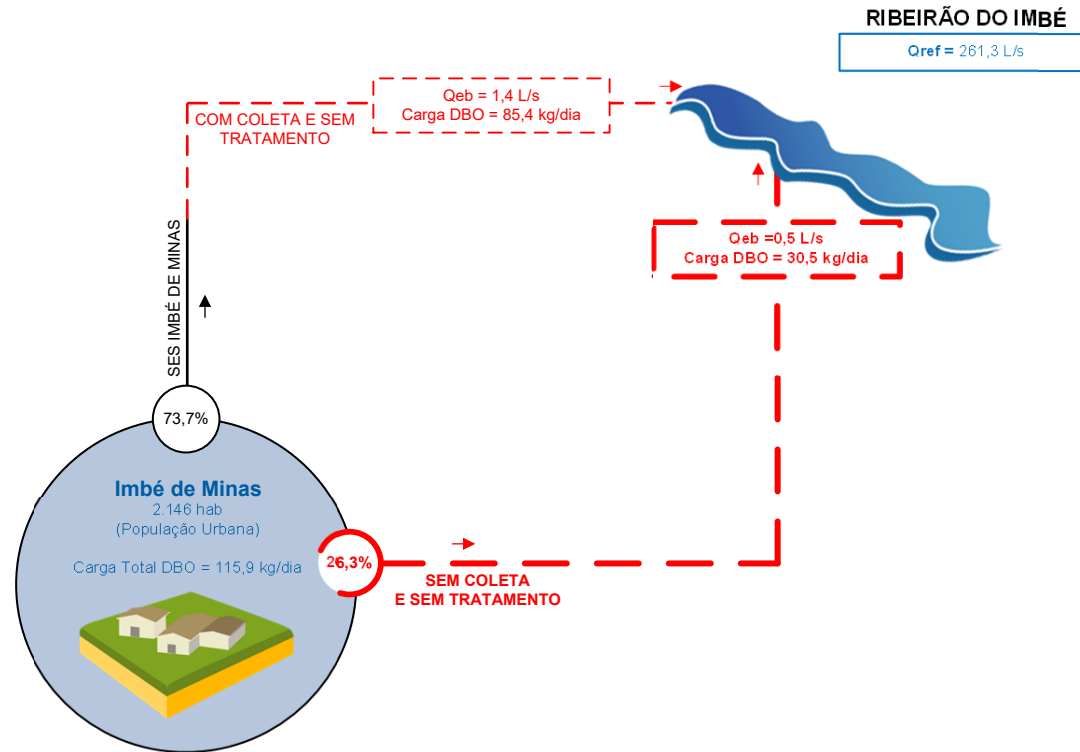 RIBEIRÃO DO IMBÉ
Qref = 261,3 L/s
Qeb = 1,4 L/s
Carga DBO = 85,4 kg/dia
COM COLETA E SEM
TRATAMENTO
Qeb =0,5 L/s
Carga DBO = 30,5 kg/dia
SES IMBÉ DE MINAS
73,7%
Imbé de Minas
2.146 hab
(População Urbana)
Carga Total DBO = 115,9 kg/dia
26,3%
SEM COLETA
E SEM TRATAMENTO